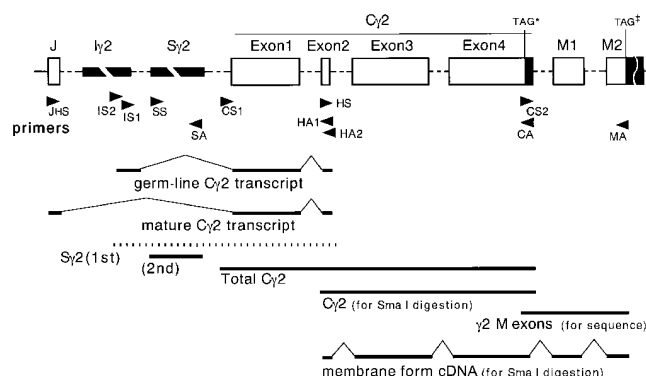 Cγ2
TAG* TAG‡
J Iγ2 Sγ2 Exon1 Exon2 Exon3 Exon4 M1 M2
JHS IS2 IS1 SS SA CS1 HS CS2
primers HA1 HA2 CA MA
germ-line Cγ2 transcript
mature Cγ2 transcript
Sγ2 (1st)
(2nd)
Total Cγ2
Cγ2 (for Sma I digestion)
γ2 M exons (for sequence)
membrane form cDNA (for Sma I digestion)